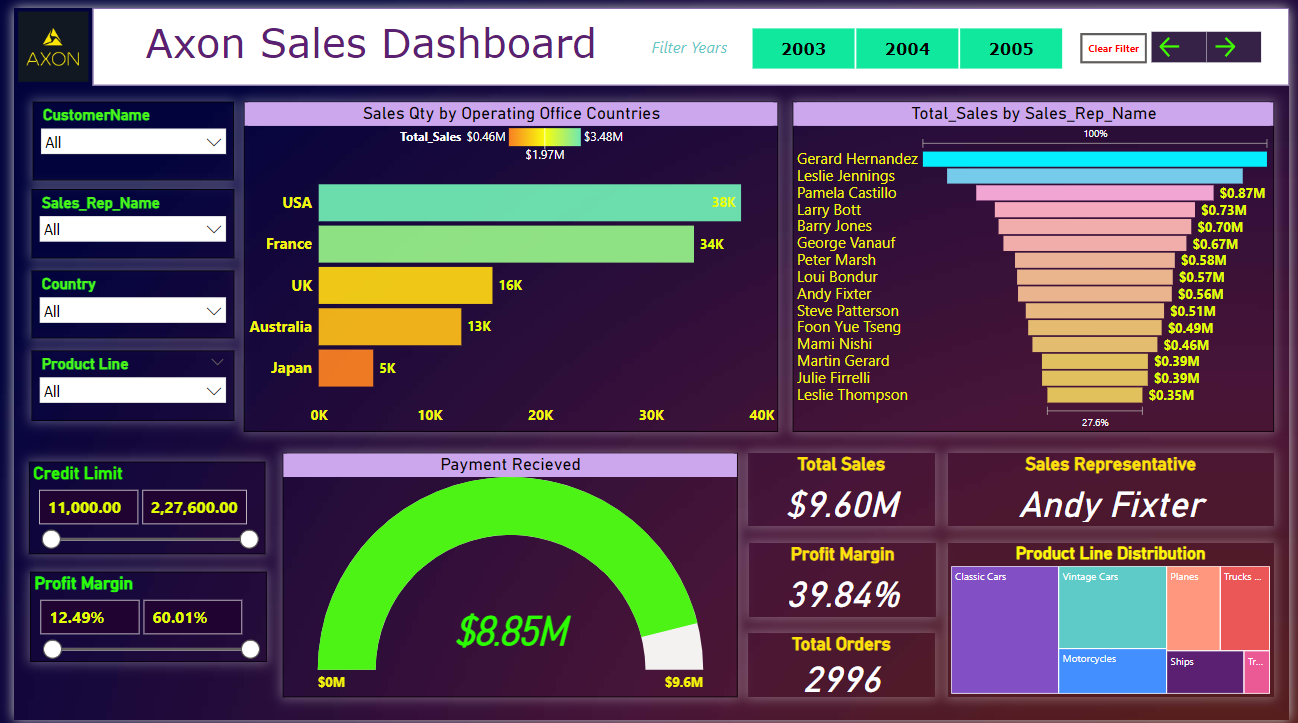 AXON
Axon Sales Dashboard
Filter Years
2003
2004
2005
Clear Filter
CustomerName
All
Sales_Rep_Name
All
Country
All
Product Line
All
Sales Qty by Operating Office Countries
Total_Sales $0.46M $3.48M
$1.97M
USA 38K
France 34K
UK 16K
Australia 13K
Japan 5K
0K 10K 20K 30K 40K
Total_Sales by Sales_Rep_Name
100%
Gerard Hernandez
Leslie Jennings
Pamela Castillo $0.87M
Larry Bott $0.73M
Barry Jones $0.70M
George Vanauf $0.67M
Peter Marsh $0.58M
Loui Bondur $0.57M
Andy Fixter $0.56M
Steve Patterson $0.51M
Foon Yue Tseng $0.49M
Mami Nishi $0.46M
Martin Gerard $0.39M
Julie Firrelli $0.39M
Leslie Thompson $0.35M
27.6%
Credit Limit
11,000.00 2,27,600.00
Profit Margin
12.49% 60.01%
Payment Recieved
$8.85M
$0M $9.6M
Total Sales
$9.60M
Profit Margin
39.84%
Total Orders
2996
Sales Representative
Andy Fixter
Product Line Distribution
Classic Cars
Vintage Cars
Motorcycles
Planes
Trucks ...
Ships
Tr...